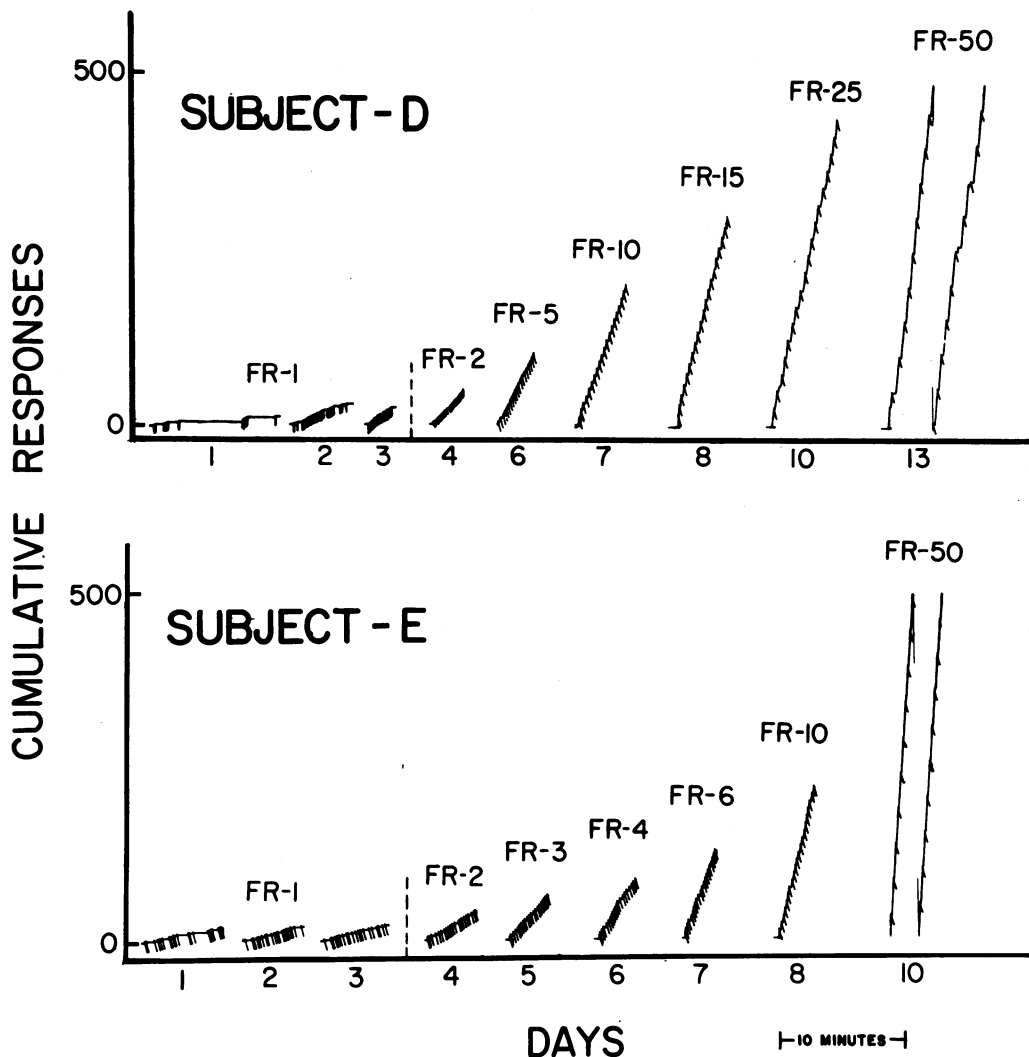 CUMULATIVE RESPONSES
500
0
SUBJECT-D
FR-1
FR-2
FR-5
FR-10
FR-15
FR-25
FR-50
1 2 3 4 6 7 8 10 13
500
0
SUBJECT-E
FR-1
FR-2
FR-3
FR-4
FR-6
FR-10
FR-50
1 2 3 4 5 6 7 8 10
DAYS
10 MINUTES